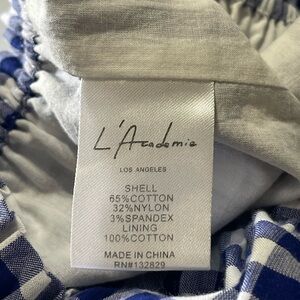 L'Academie
LOS ANGELES
SHELL
65%COTTON
32%NYLON
3%SPANDEX
LINING
100%COTTON
MADE IN CHINA
RN#132829